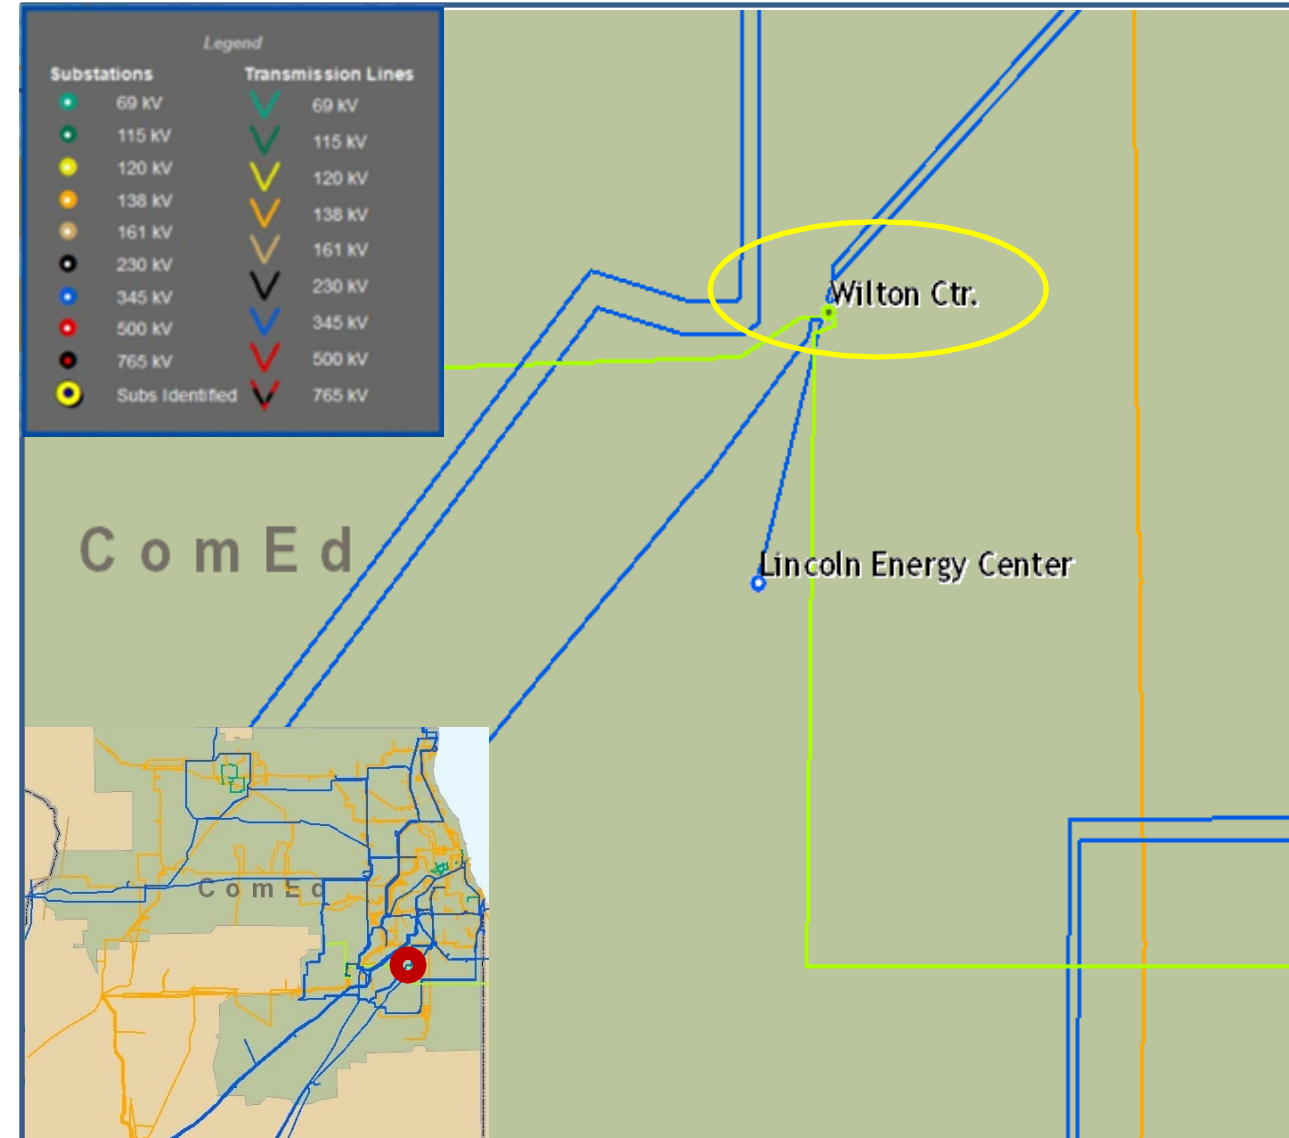 Legend
Substations Transmission Lines
69 kV 69 kV
115 kV 115 kV
120 kV 120 kV
138 kV 138 kV
161 kV 161 kV
230 kV 230 kV
345 kV 345 kV
500 kV 500 kV
765 kV 765 kV
Subs Identified
Wilton Ctr.
ComEd
Lincoln Energy Center
ComEd